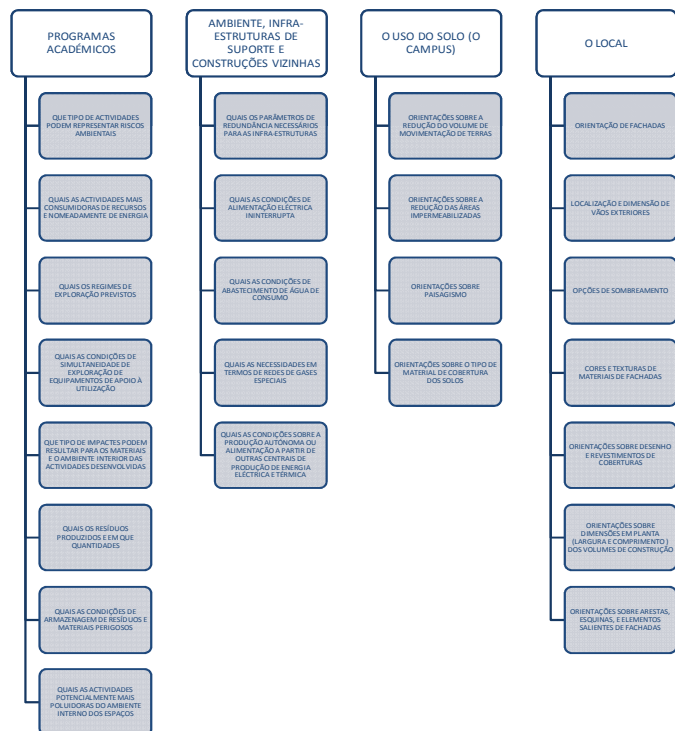 PROGRAMAS
ACADÉMICOS
QUE TIPO DE ACTIVIDADES
PODEM REPRESENTAR RISCOS
AMBIENTAIS
QUAIS AS ACTIVIDADES MAIS
CONSUMIDORAS DE RECURSOS
E NOMEADAMENTE DE ENERGIA
QUAIS OS REGIMES DE
EXPLORAÇÃO PREVISTOS
QUAIS AS CONDIÇÕES DE
SIMULTANEIDADE DE
EXPLORAÇÃO DE
EQUIPAMENTOS DE APOIO À
UTILIZAÇÃO
QUE TIPO DE IMPACTES PODEM
RESULTAR PARA OS MATERIAIS
E O AMBIENTE INTERIOR DAS
ACTIVIDADES DESENVOLVIDAS
QUAIS OS RESÍDUOS
PRODUZIDOS E EM QUE
QUANTIDADES
QUAIS AS CONDIÇÕES DE
ARMAZENAGEM DE RESÍDUOS E
MATERIAIS PERIGOSOS
QUAIS AS ACTIVIDADES
POTENCIALMENTE MAIS
POLUIDORAS DO AMBIENTE
INTERNO DOS ESPAÇOS
AMBIENTE, INFRA-
ESTRUTURAS DE
SUPORTE E
CONSTRUÇÕES VIZINHAS
QUAIS OS PARÂMETROS DE
REDUNDÂNCIA NECESSÁRIOS
PARA AS INFRA-ESTRUTURAS
QUAIS AS CONDIÇÕES DE
ALIMENTAÇÃO ELÉCTRICA
ININTERRUPTA
QUAIS AS CONDIÇÕES DE
ABASTECIMENTO DE ÁGUA DE
CONSUMO
QUAIS AS NECESSIDADES EM
TERMOS DE REDES DE GASES
ESPECIAIS
QUAIS AS CONDIÇÕES SOBRE A
PRODUÇÃO AUTÓNOMA OU
ALIMENTAÇÃO A PARTIR DE
OUTRAS CENTRAIS DE
PRODUÇÃO DE ENERGIA
ELÉCTRICA E TÉRMICA
O USO DO SOLO (O
CAMPUS)
ORIENTAÇÕES SOBRE A
REDUÇÃO DO VOLUME DE
MOVIMENTAÇÃO DE TERRAS
ORIENTAÇÕES SOBRE A
REDUÇÃO DAS ÁREAS
IMPERMEABILIZADAS
ORIENTAÇÕES SOBRE
PAISAGISMO
ORIENTAÇÕES SOBRE O TIPO DE
MATERIAL DE COBERTURA
DOS SOLOS
O LOCAL
ORIENTAÇÃO DE FACHADAS
LOCALIZAÇÃO E DIMENSÃO DE
VÃOS EXTERIORES
OPÇÕES DE SOMBREAMENTO
CORES E TEXTURAS DE
MATERIAIS DE FACHADAS
ORIENTAÇÕES SOBRE DESENHO
E REVESTIMENTOS DE
COBERTURAS
ORIENTAÇÕES SOBRE
DIMENSÕES EM PLANTA
(LARGURA E COMPRIMENTO )
DOS VOLUMES DE CONSTRUÇÃO
ORIENTAÇÕES SOBRE ARESTAS,
ESQUINAS, E ELEMENTOS
SALIENTES DE FACHADAS